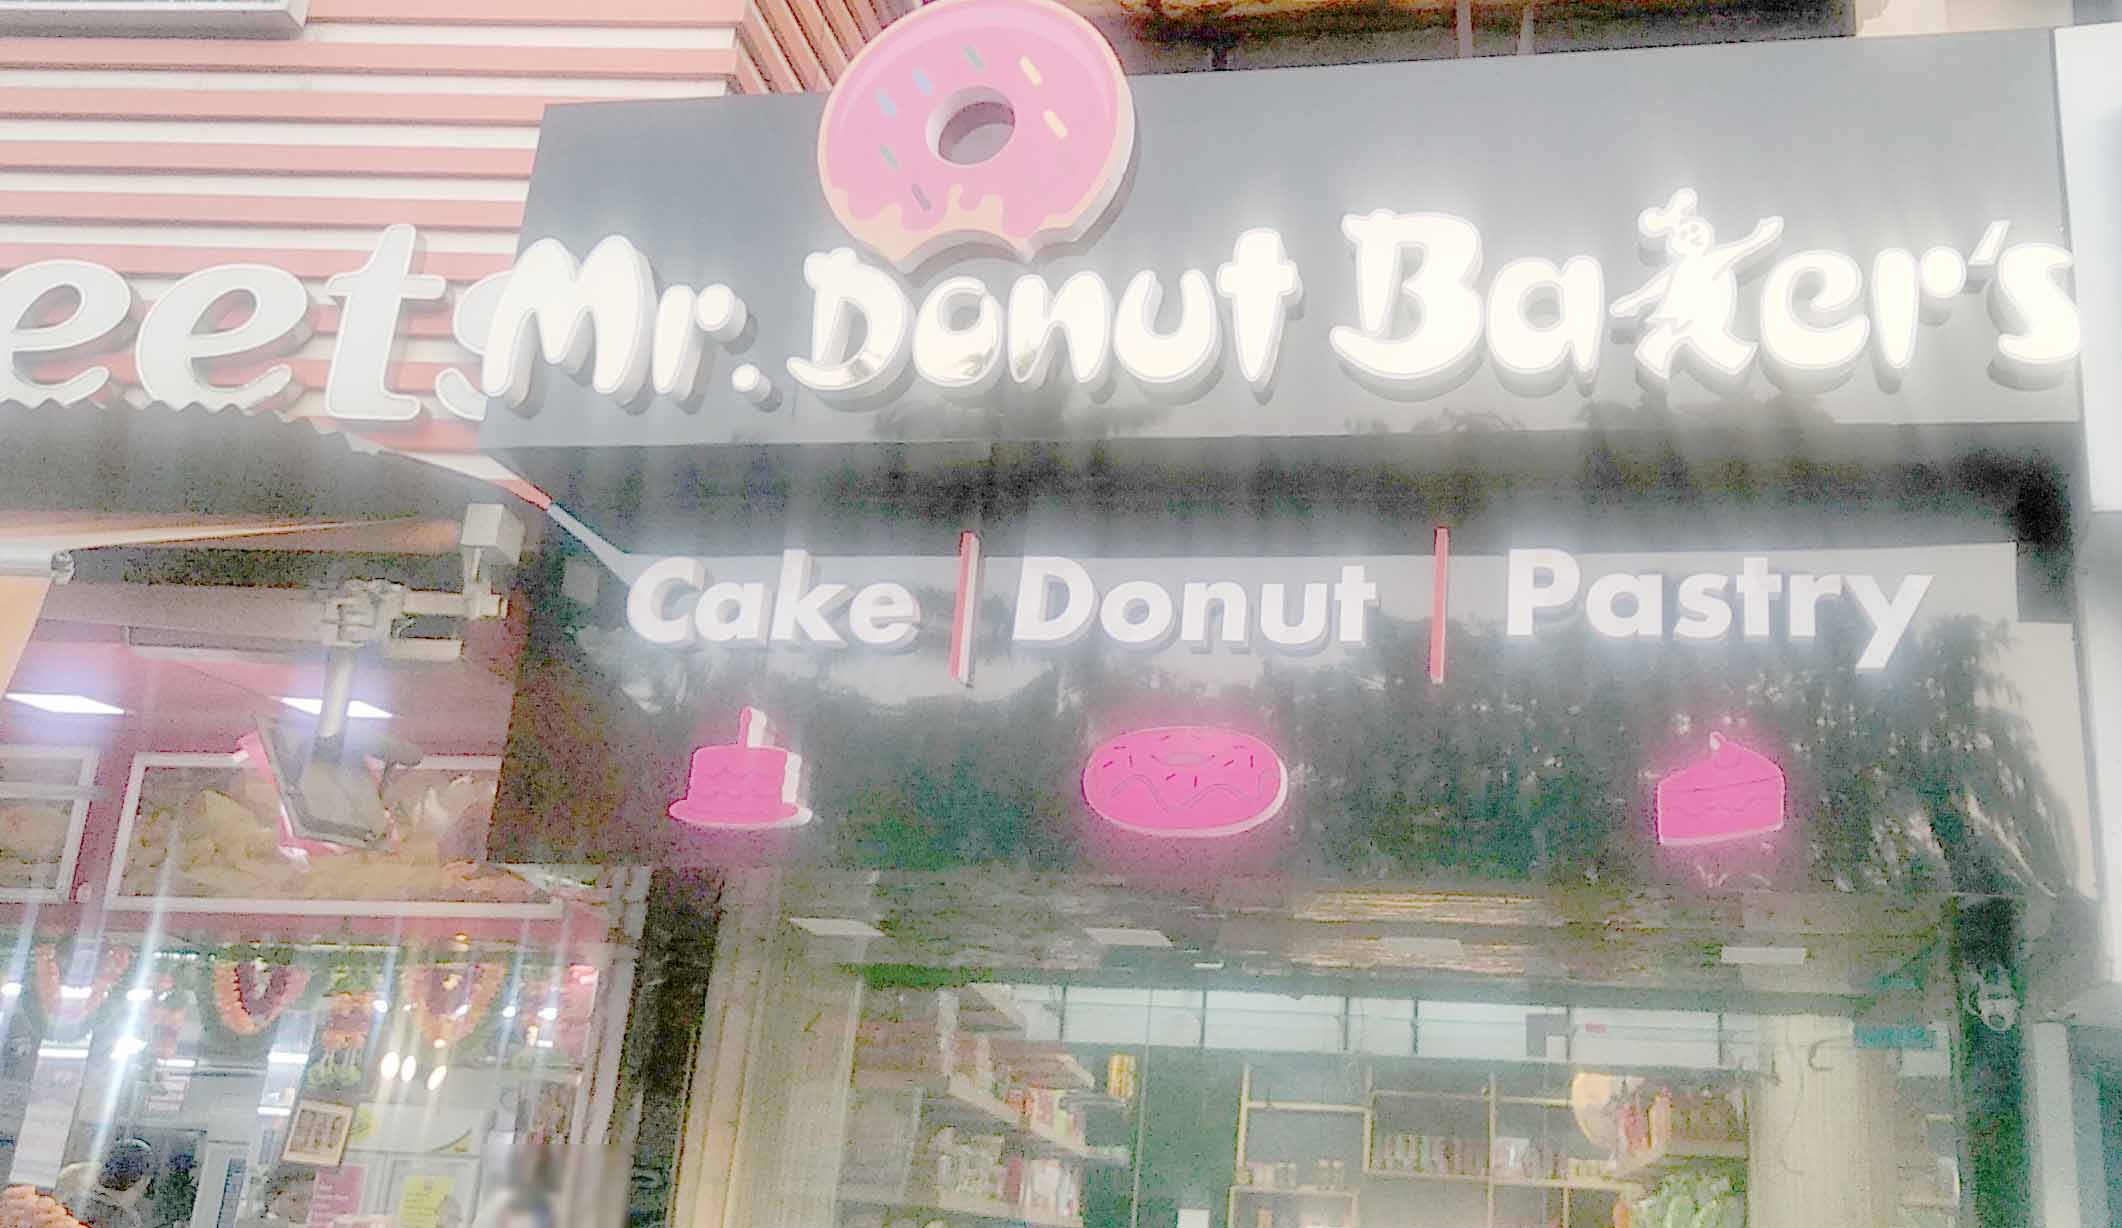 eets
Mr. Donut Baker's
Cake | Donut | Pastry